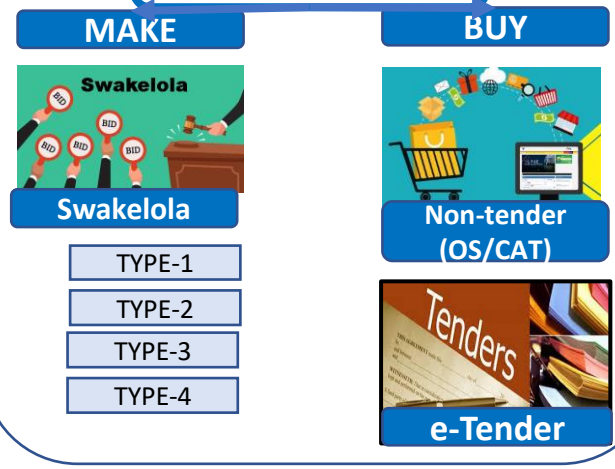 MAKE
BUY
Swakelola
BID
BID
BID
BID
BID
Swakelola
TYPE-1
TYPE-2
TYPE-3
TYPE-4
Non-tender
(OS/CAT)
Tenders
e-Tender